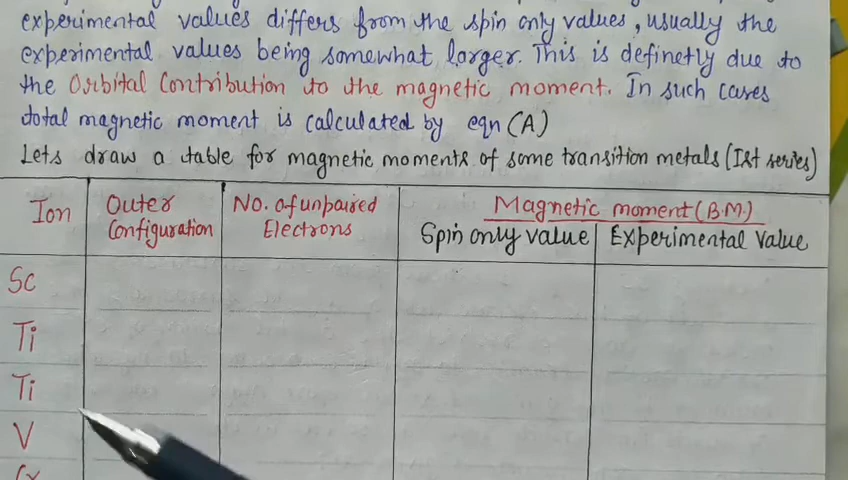 experimental values differs from the spin only values, usually the
experimental values being somewhat larger. This is definetly due to
the Orbital Contribution to the magnetic moment. In such cases
total magnetic moment is calculated by eqn (A)
Lets draw a table for magnetic moments of some transition metals (Ist series)
Ion
Outer Configuration
No. of unpaired Electrons
Magnetic moment (B.M.)
Spin only value
Experimental Value
Sc
Ti
Ti
V